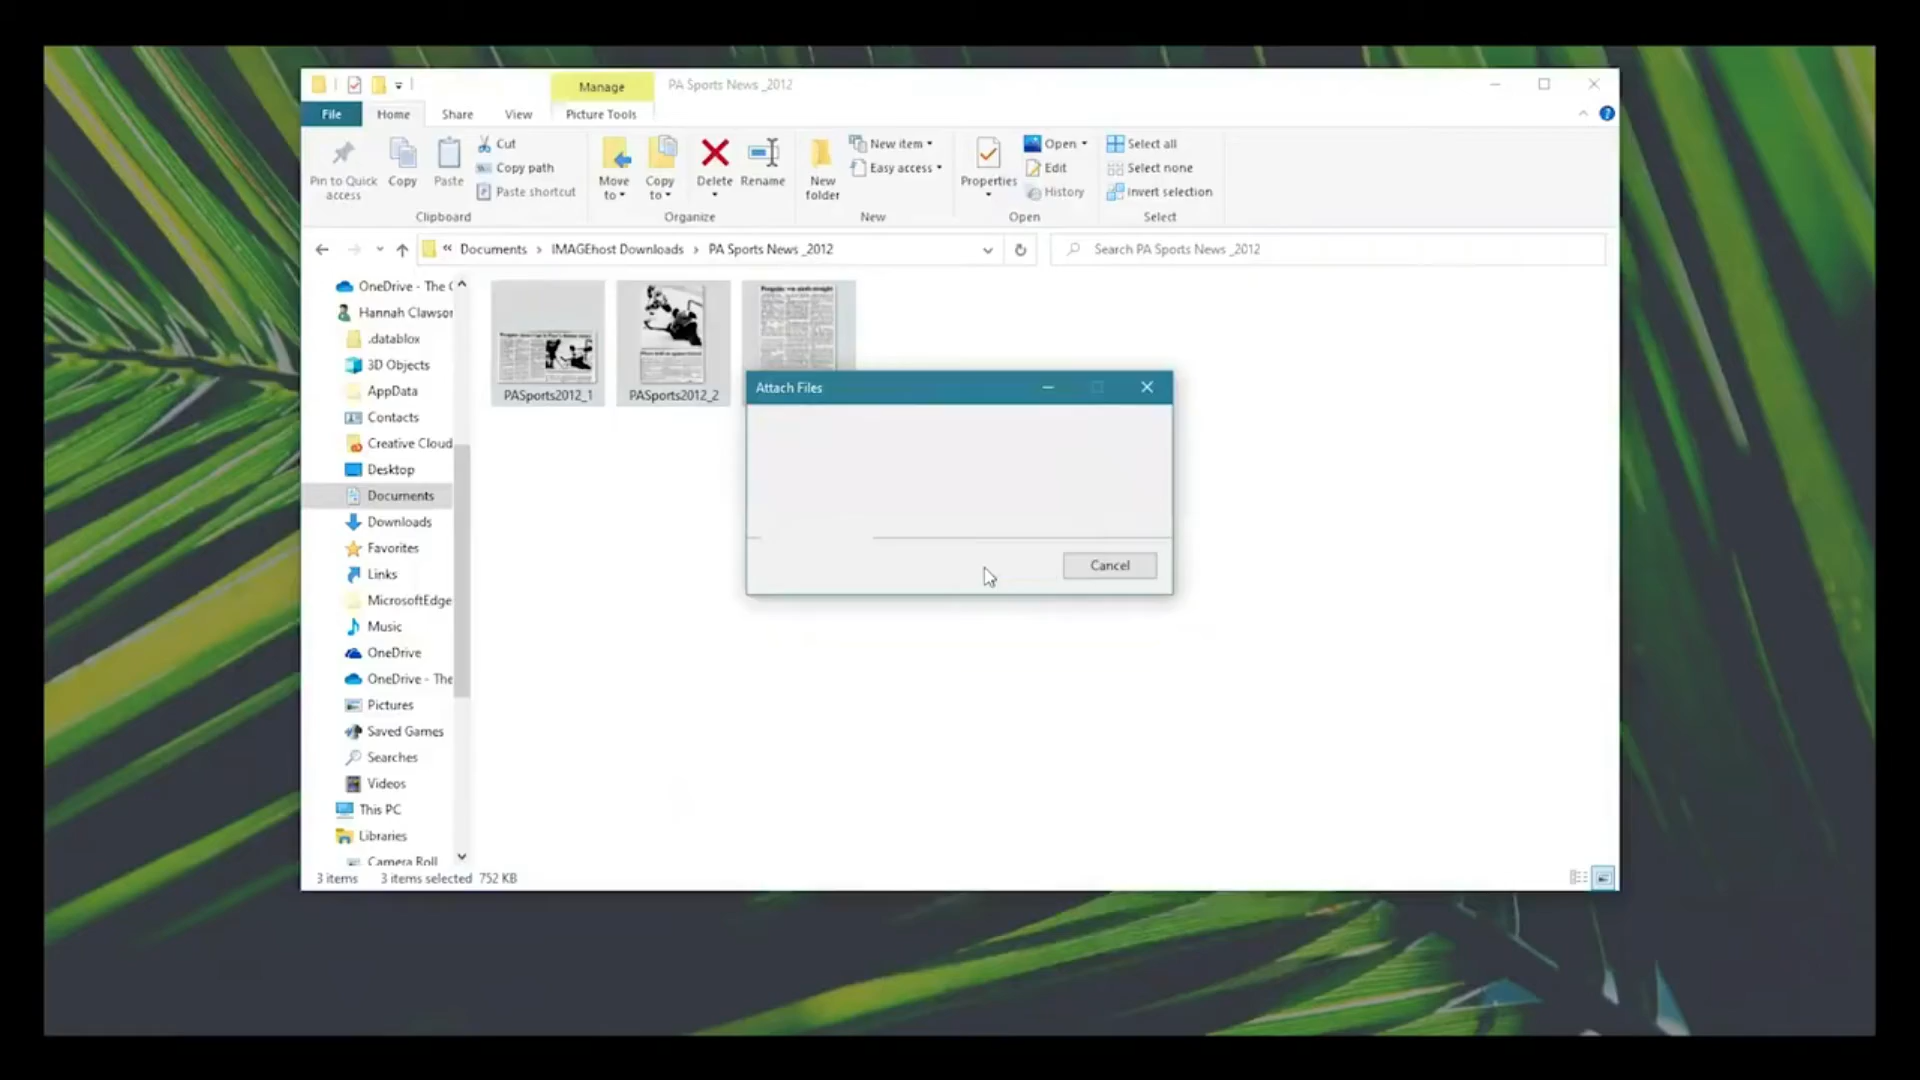 Manage
PA Sports News _2012
File
Home
Share
View
Picture Tools
Pin to Quick
access
Copy
Paste
Cut
Copy path
Paste shortcut
Clipboard
Move
to
Copy
to
Delete
Rename
Organize
New
folder
New item
Easy access
New
Properties
Open
Edit
History
Open
Select all
Select none
Invert selection
Select
« Documents › IMAGEhost Downloads › PA Sports News _2012
Search PA Sports News _2012
OneDrive - The C
Hannah Clawson
.datablox
3D Objects
AppData
Contacts
Creative Cloud
Desktop
Documents
Downloads
Favorites
Links
MicrosoftEdge
Music
OneDrive
OneDrive - The
Pictures
Saved Games
Searches
Videos
This PC
Libraries
Camera Roll
PASports2012_1
PASports2012_2
Attach Files
Cancel
3 items
3 items selected 752 KB